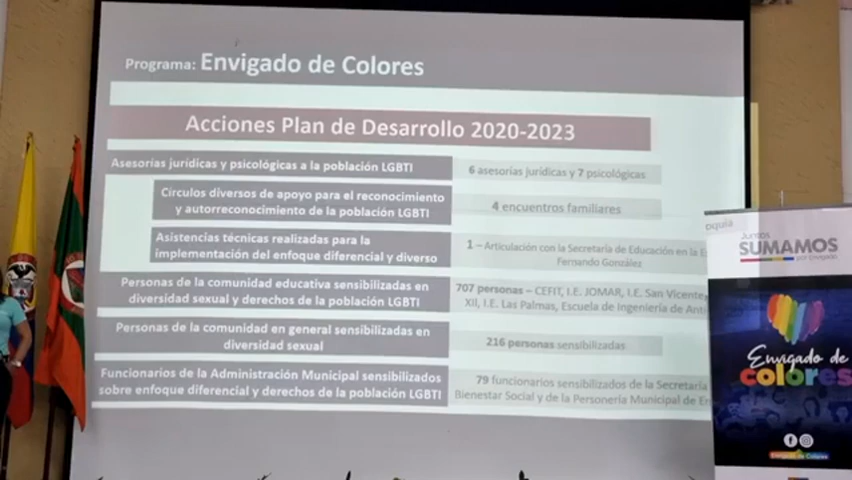 Programa: Envigado de Colores
Acciones Plan de Desarrollo 2020-2023
Asesorías jurídicas y psicológicas a la población LGBTI
6 asesorías jurídicas y 7 psicológicas
Círculos diversos de apoyo para el reconocimiento
y autorreconocimiento de la población LGBTI
4 encuentros familiares
Asistencias técnicas realizadas para la
implementación del enfoque diferencial y diverso
1 – Articulación con la Secretaría de Educación en la E
Fernando González
Personas de la comunidad educativa sensibilizadas en
diversidad sexual y derechos de la población LGBTI
707 personas – CEFIT, I.E. JOMAR, I.E. San Vicente,
XII, I.E. Las Palmas, Escuela de Ingeniería de Anti
Personas de la comunidad en general sensibilizadas en
diversidad sexual
216 personas sensibilizadas
Funcionarios de la Administración Municipal sensibilizados
sobre enfoque diferencial y derechos de la población LGBTI
79 funcionarios sensibilizados de la Secretaría
Bienestar Social y de la Personería Municipal de En
oquia
Juntos
SUMAMOS
por Envigado
Envigado de
colores
Envigado de Colores